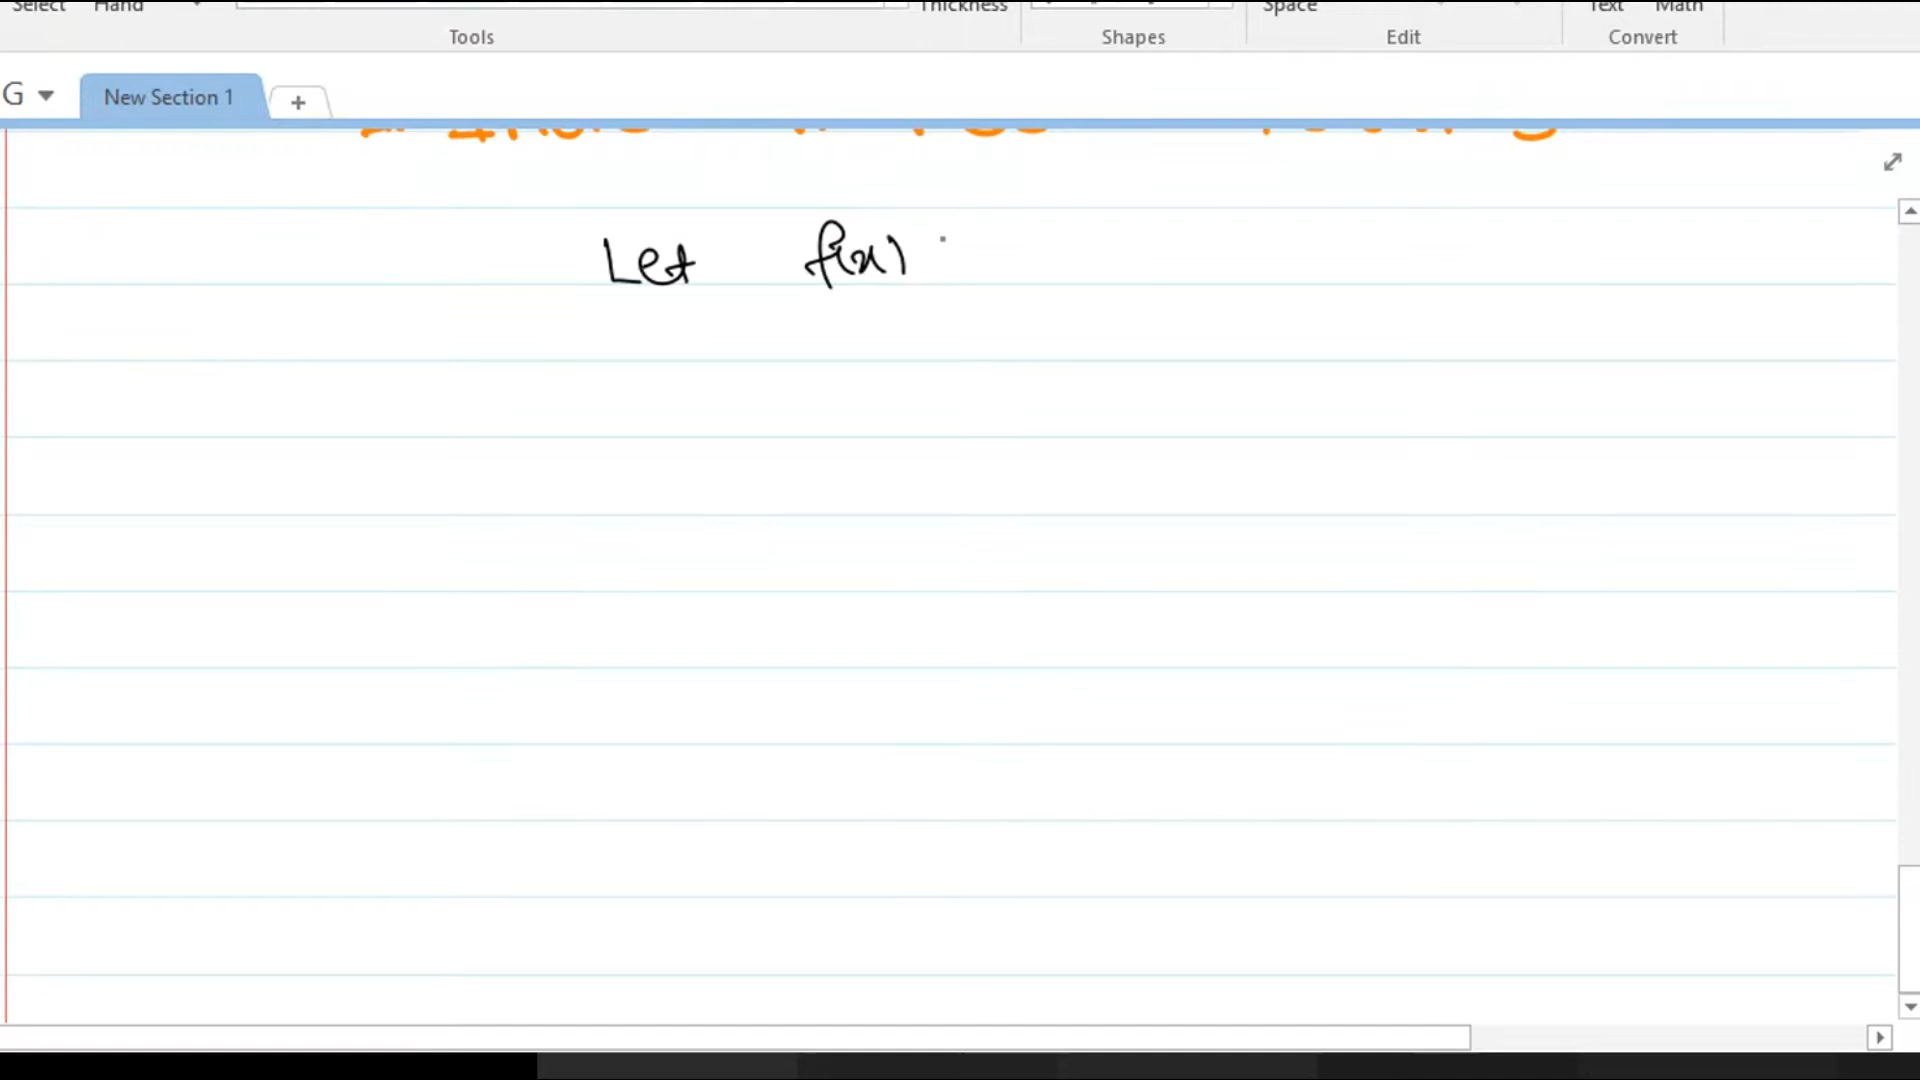 Select Hand Thickness Space Text Math
Tools Shapes Edit Convert
G New Section 1 +
Let f(x)